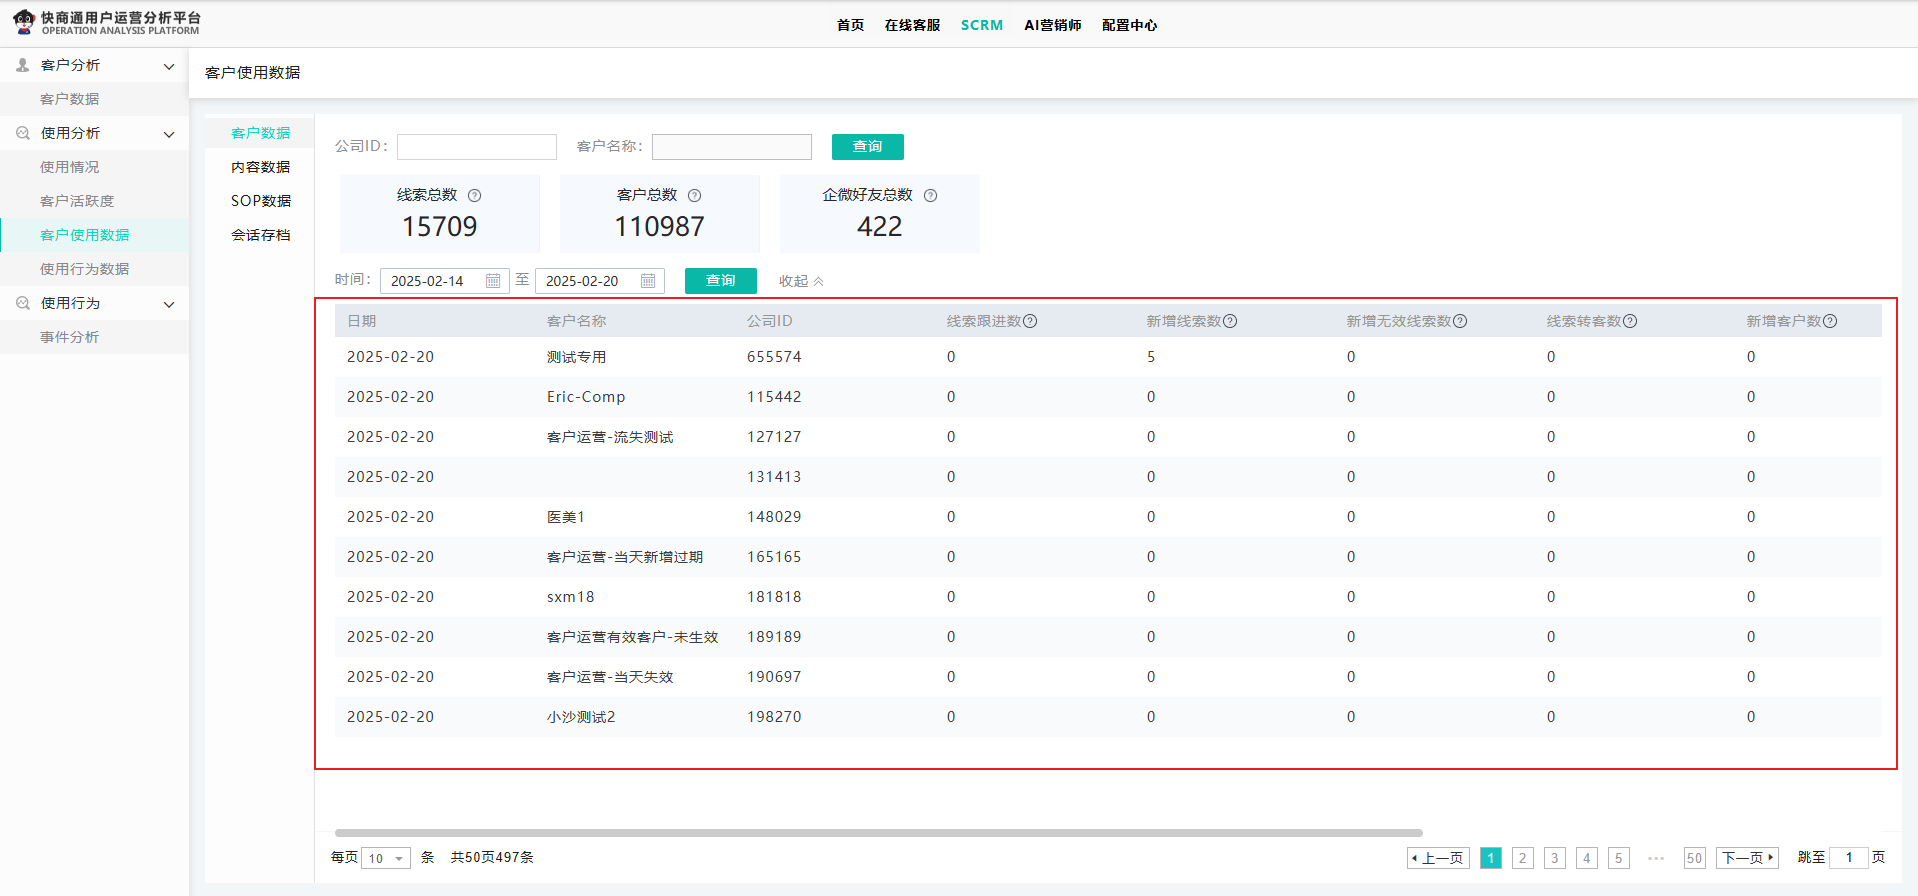 快商通用户运营分析平台
OPERATION ANALYSIS PLATFORM
首页 在线客服 SCRM AI营销师 配置中心
客户分析
客户数据
使用分析
使用情况
客户活跃度
客户使用数据
使用行为数据
使用行为
事件分析
客户使用数据
客户数据
内容数据
SOP数据
会话存档
公司ID: 客户名称: 查询
线索总数 ? 客户总数 ? 企微好友总数 ?
15709 110987 422
时间: 2025-02-14 至 2025-02-20 查询 收起
日期 客户名称 公司ID 线索跟进数? 新增线索数? 新增无效线索数? 线索转客数? 新增客户数?
2025-02-20 测试专用 655574 0 5 0 0 0
2025-02-20 Eric-Comp 115442 0 0 0 0 0
2025-02-20 客户运营-流失测试 127127 0 0 0 0 0
2025-02-20 131413 0 0 0 0 0
2025-02-20 医美1 148029 0 0 0 0 0
2025-02-20 客户运营-当天新增过期 165165 0 0 0 0 0
2025-02-20 sxm18 181818 0 0 0 0 0
2025-02-20 客户运营有效客户-未生效 189189 0 0 0 0 0
2025-02-20 客户运营-当天失效 190697 0 0 0 0 0
2025-02-20 小沙测试2 198270 0 0 0 0 0
每页 10 条 共50页497条 上一页 1 2 3 4 5 ••• 50 下一页 跳至 1 页